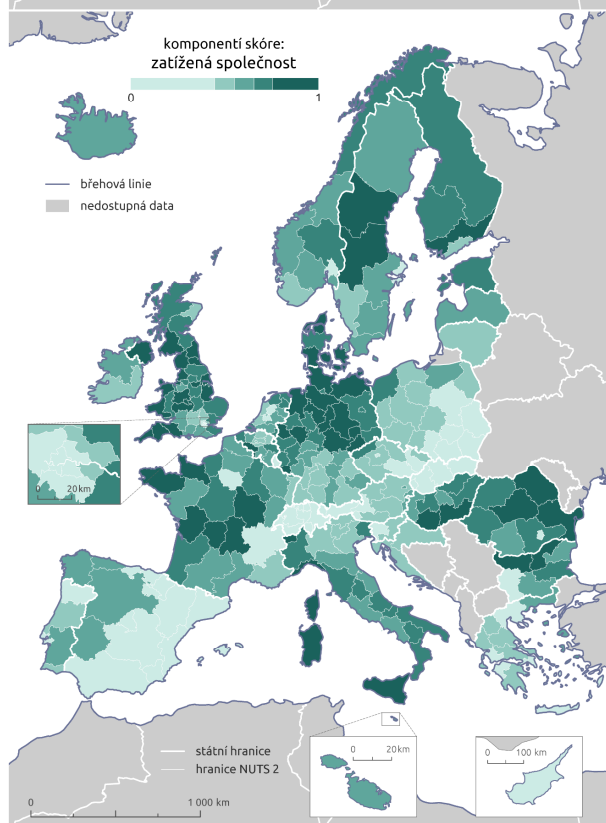 komponentí skóre:
zatížená společnost
0 1
břehová linie
nedostupná data
0 20 km
státní hranice
hranice NUTS 2
0 1 000 km
0 20 km
0 100 km